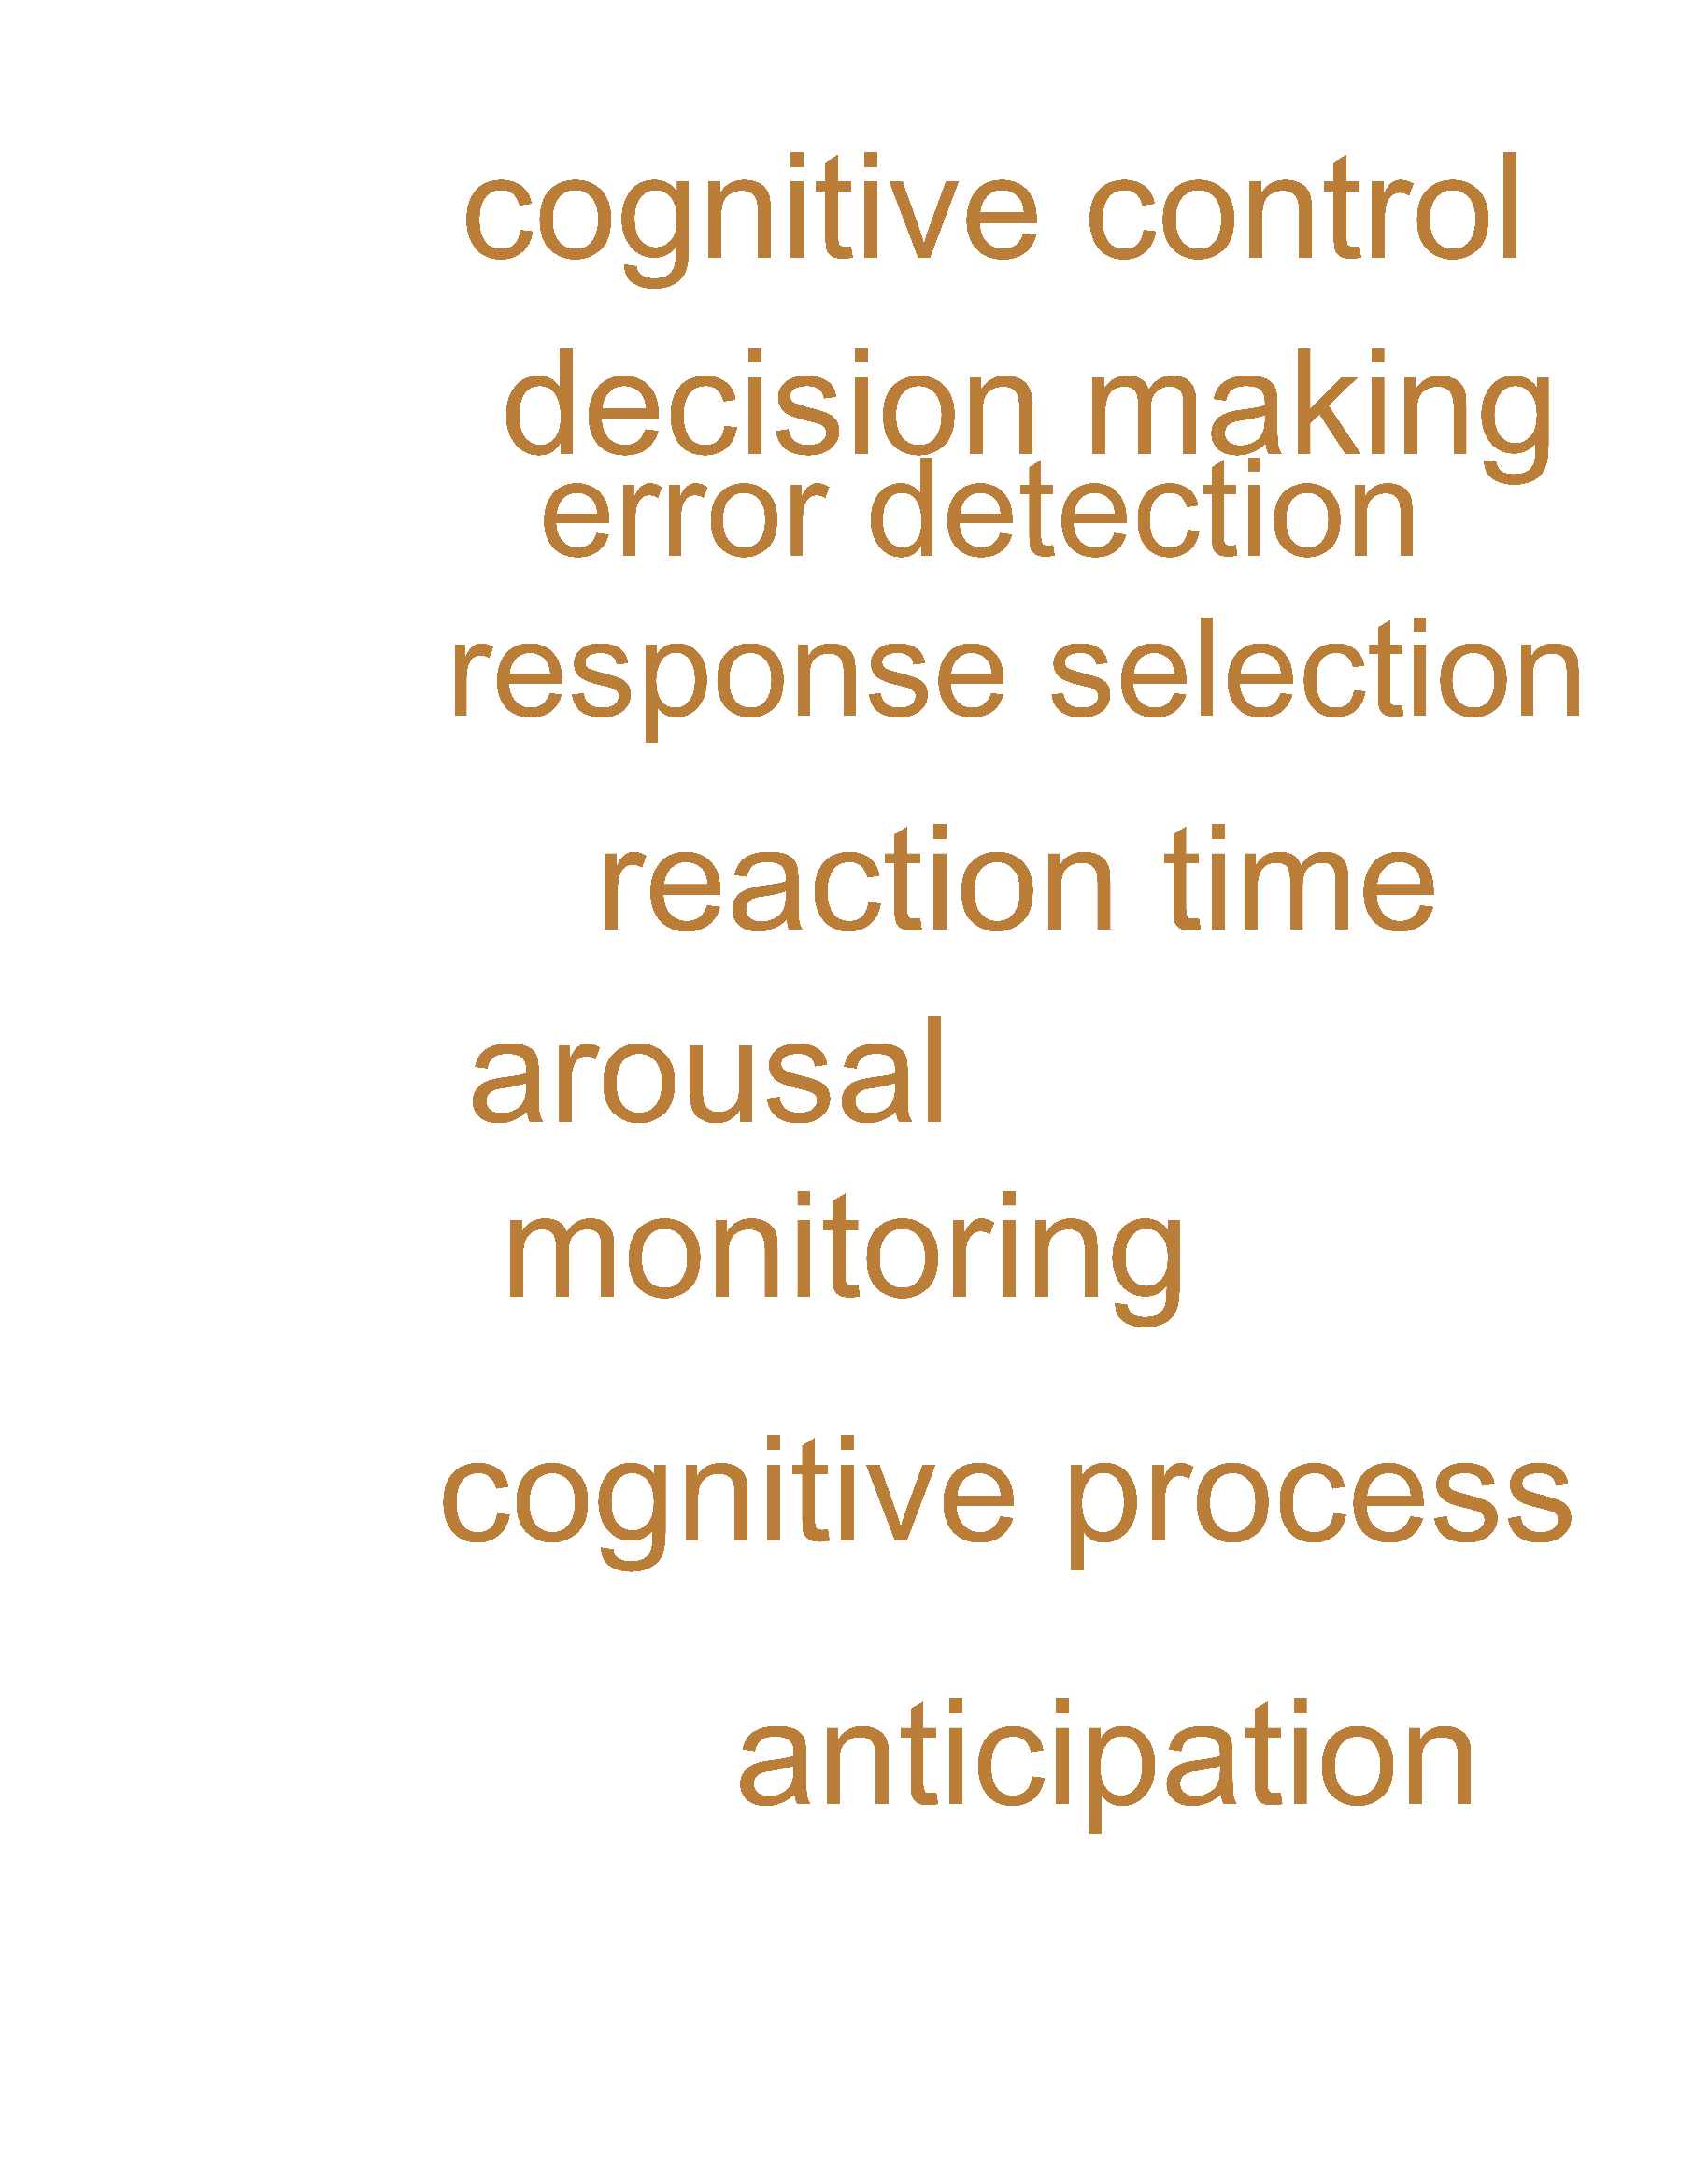 cognitive control
decision making
error detection
response selection
reaction time
arousal
monitoring
cognitive process
anticipation